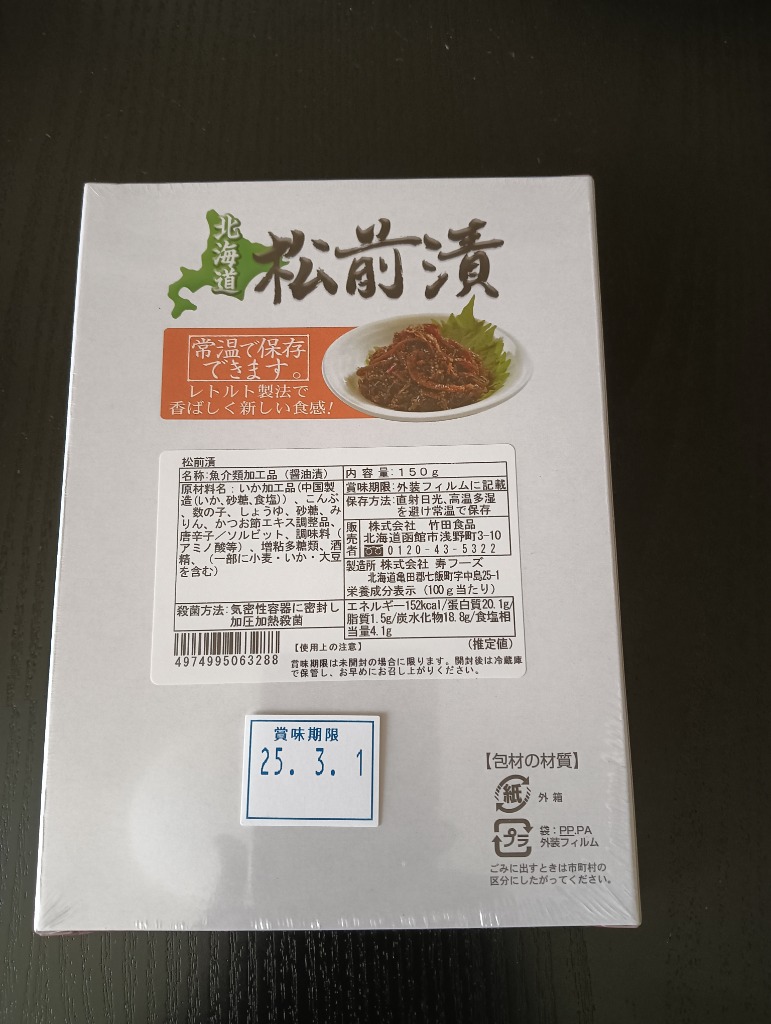 北海道
松前漬
常温で保存
できます。
レトルト製法で
香ばしく新しい食感!
松前漬
名称:魚介類加工品(醤油漬)
原材料名:いか加工品(中国製
造(いか、砂糖、食塩))、こんぶ
、数の子、しょうゆ、砂糖、み
りん、かつお節エキス調整品、
唐辛子/ソルビット、調味料(
アミノ酸等)、増粘多糖類、酒
精、(一部に小麦・いか・大豆
を含む)
殺菌方法:気密性容器に密封し
加圧加熱殺菌
内容量:150g
賞味期限:外装フィルムに記載
保存方法:直射日光、高温多湿
を避け常温で保存
販売者
株式会社 竹田食品
北海道函館市浅野町3-10
0120-43-5322
製造所 株式会社 寿フーズ
北海道亀田郡七飯町字中島25-1
栄養成分表示(100g当たり)
エネルギー152kcal/蛋白質20.1g/
脂質1.5g/炭水化物18.8g/食塩相
当量4.1g
(推定値)
4974995063288
【使用上の注意】
賞味期限は未開封の場合に限ります。開封後は冷蔵庫
で保管し、お早めにお召し上がりください。
賞味期限
25. 3. 1
【包材の材質】
紙 外箱
プラ 袋:PP.PA
外装フィルム
ごみに出すときは市町村の
区分にしたがってください。